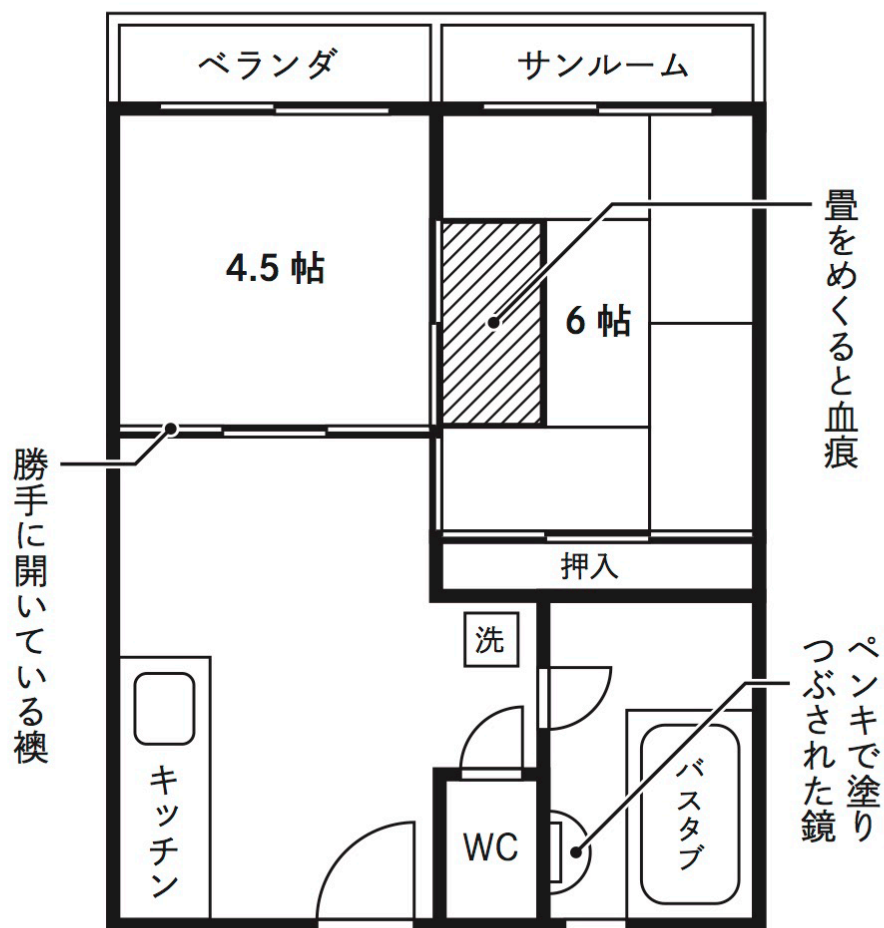 ベランダ
サンルーム
4.5 帖
6 帖
畳をめくると血痕
勝手に開いている襖
押入
洗
ペンキで塗り
つぶされた鏡
キッチン
WC
バスタブ